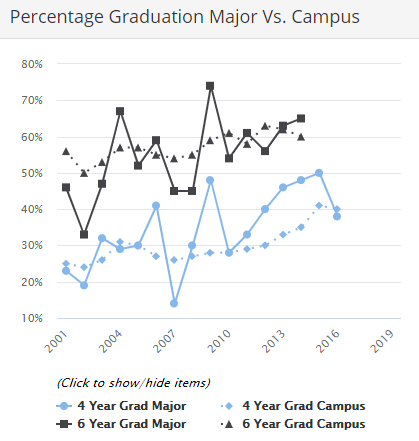 Percentage Graduation Major Vs. Campus
80%
70%
60%
50%
40%
30%
20%
10%
2001 2004 2007 2010 2013 2016 2019
(Click to show/hide items)
4 Year Grad Major 4 Year Grad Campus
6 Year Grad Major 6 Year Grad Campus